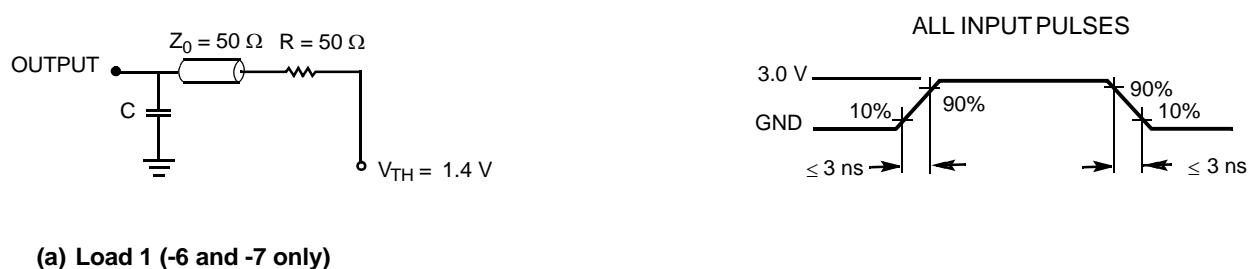 Z0 = 50 Ω R = 50 Ω
OUTPUT
C
VTH = 1.4 V
(a) Load 1 (-6 and -7 only)
ALL INPUT PULSES
3.0 V
GND
10%
90%
90%
10%
≤ 3 ns
≤ 3 ns